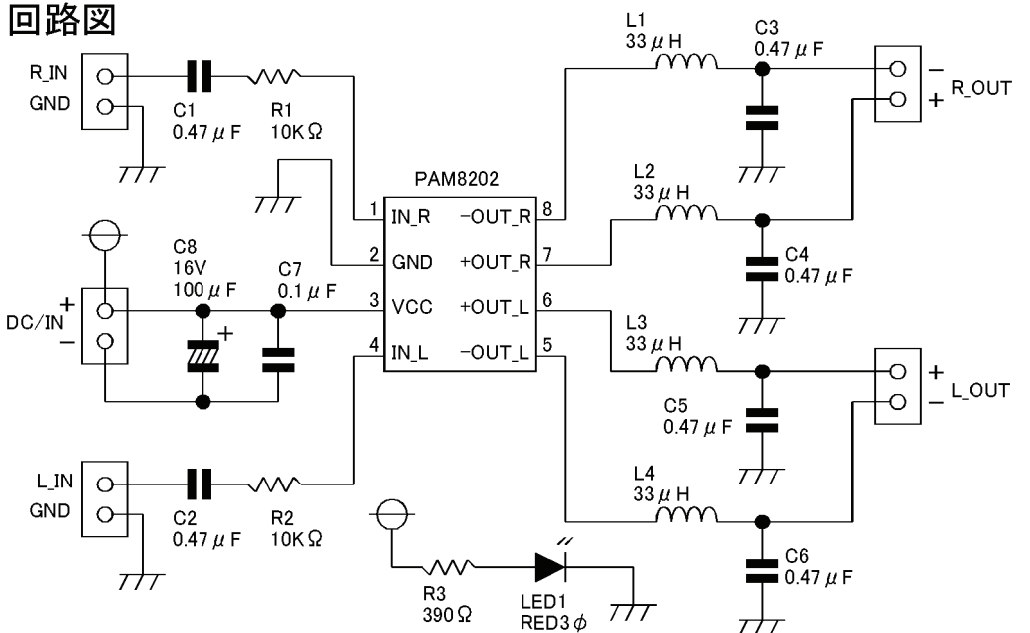 回路図
R_IN
GND
C1
0.47μF
R1
10KΩ
L1
33μH
C3
0.47μF
−
+
R_OUT
PAM8202
1 IN_R −OUT_R 8
2 GND +OUT_R 7
3 VCC +OUT_L 6
4 IN_L −OUT_L 5
L2
33μH
C4
0.47μF
C8
16V
100μF
+
C7
0.1μF
DC/IN
+
−
L3
33μH
C5
0.47μF
+
−
L_OUT
L_IN
GND
C2
0.47μF
R2
10KΩ
L4
33μH
C6
0.47μF
R3
390Ω
LED1
RED3φ